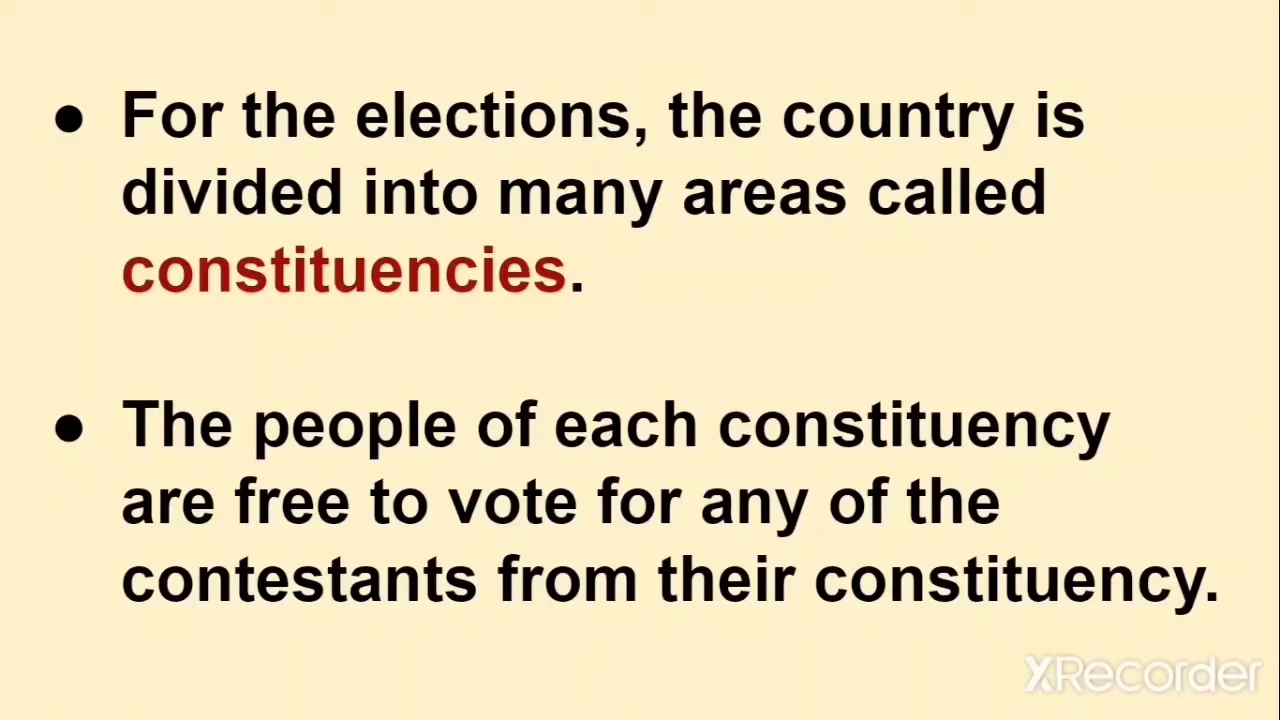 ● For the elections, the country is
divided into many areas called
constituencies.
● The people of each constituency
are free to vote for any of the
contestants from their constituency.
XRecorder